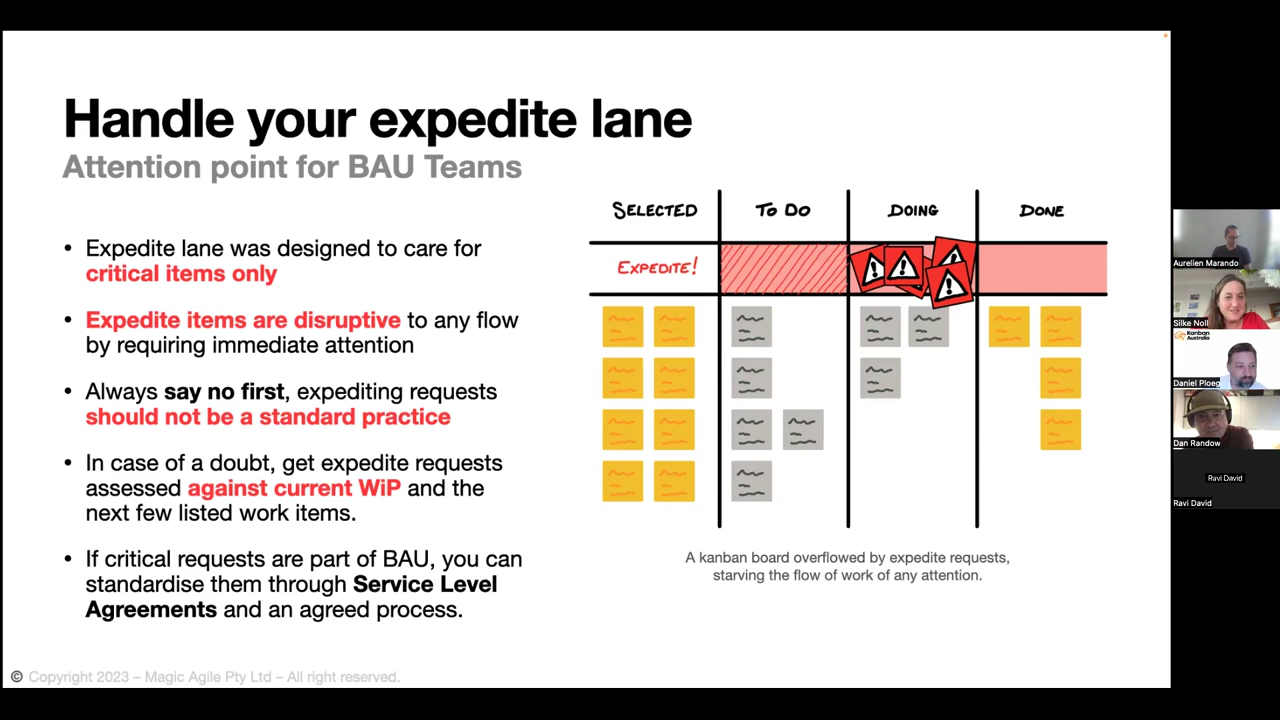 Handle your expedite lane
Attention point for BAU Teams
• Expedite lane was designed to care for
critical items only
• Expedite items are disruptive to any flow
by requiring immediate attention
• Always say no first, expediting requests
should not be a standard practice
• In case of a doubt, get expedite requests
assessed against current WiP and the
next few listed work items.
• If critical requests are part of BAU, you can
standardise them through Service Level
Agreements and an agreed process.
SELECTED
TO DO
DOING
DONE
EXPEDITE!
A kanban board overflowed by expedite requests,
starving the flow of work of any attention.
© Copyright 2023 – Magic Agile Pty Ltd – All right reserved.
Aurelien Marando
Silke Noll
Kanban
Australia
Daniel Ploeg
Dan Randow
Ravi David
Ravi David